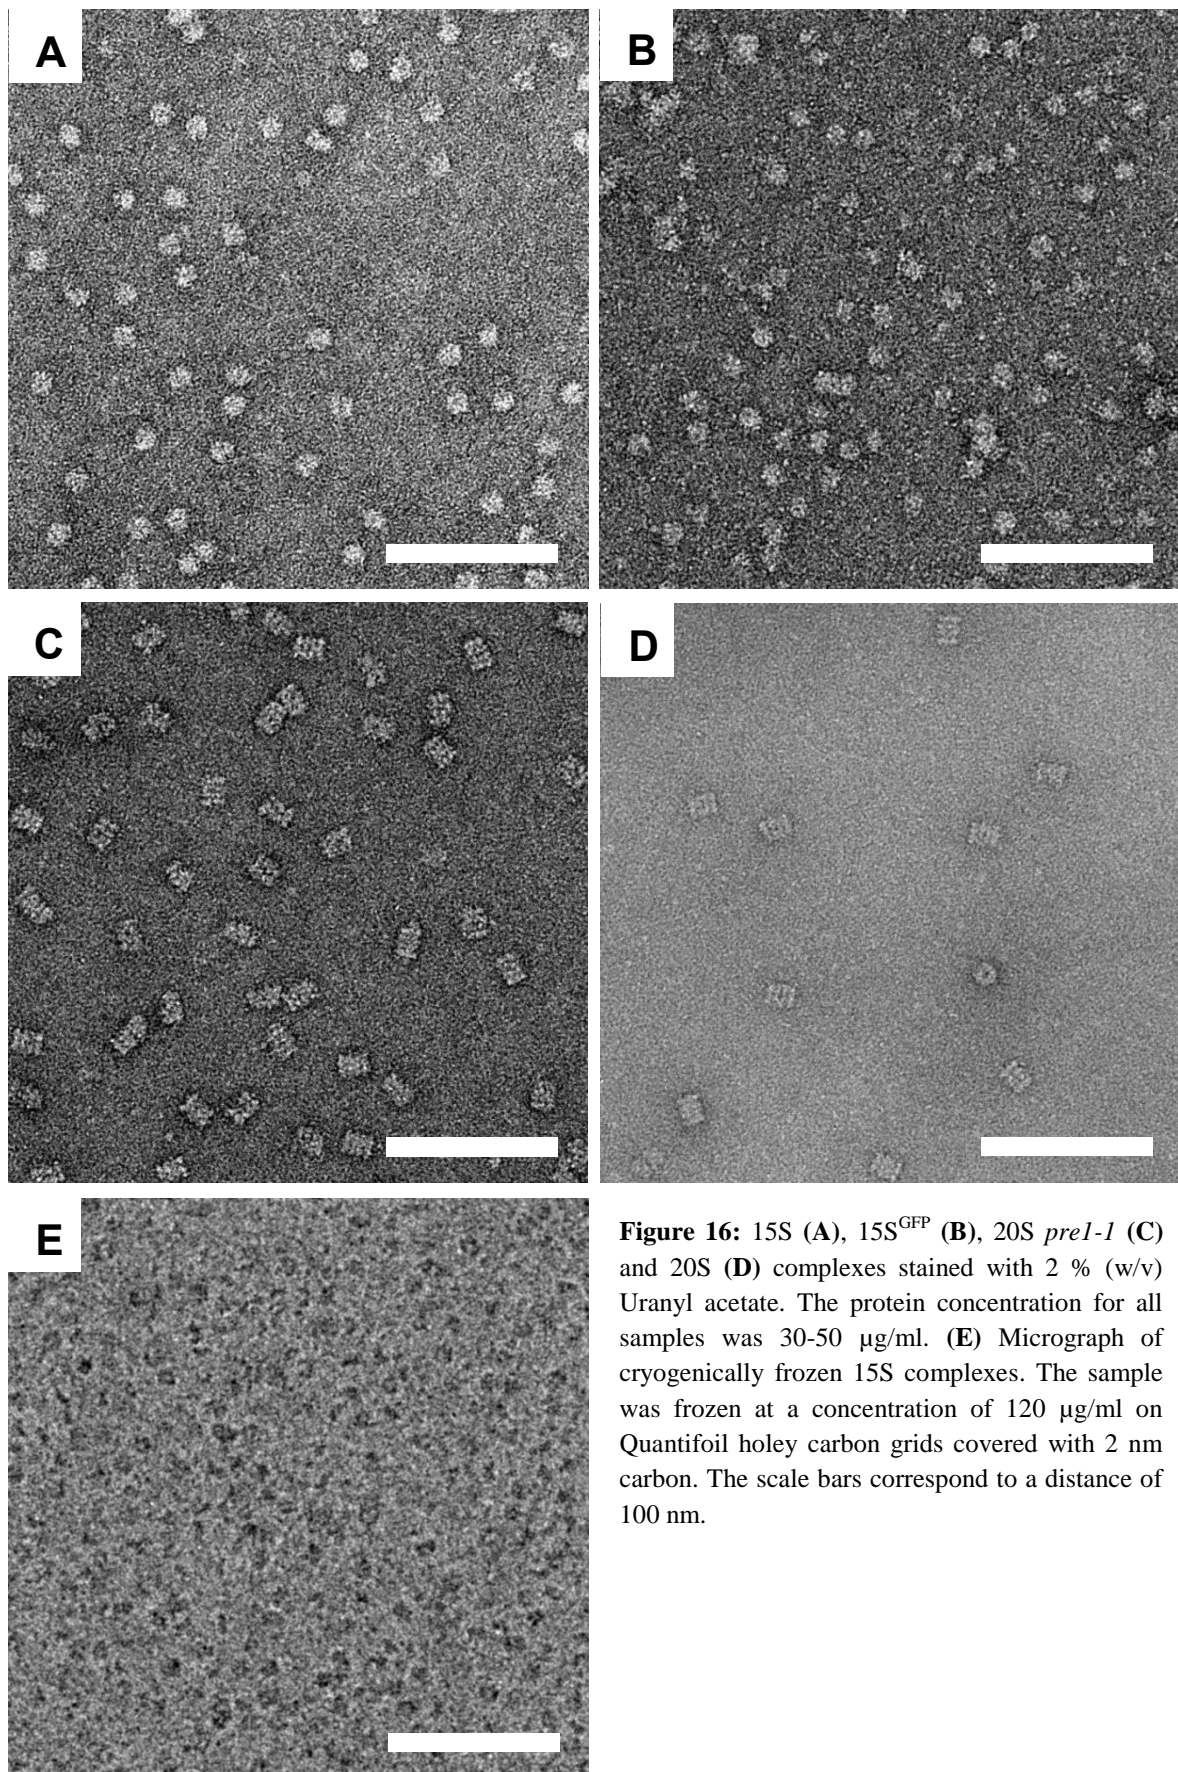 A
B
C
D
E
Figure 16: 15S (A), 15S^GFP (B), 20S pre1-1 (C)
and 20S (D) complexes stained with 2 % (w/v)
Uranyl acetate. The protein concentration for all
samples was 30-50 µg/ml. (E) Micrograph of
cryogenically frozen 15S complexes. The sample
was frozen at a concentration of 120 µg/ml on
Quantifoil holey carbon grids covered with 2 nm
carbon. The scale bars correspond to a distance of
100 nm.